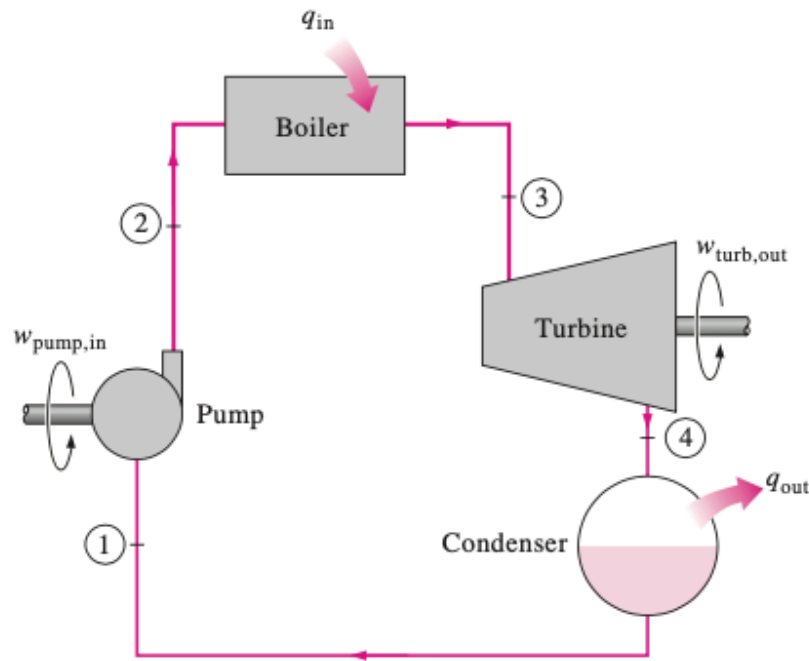 q_in
Boiler
2
3
w_turb,out
Turbine
w_pump,in
Pump
4
q_out
1
Condenser